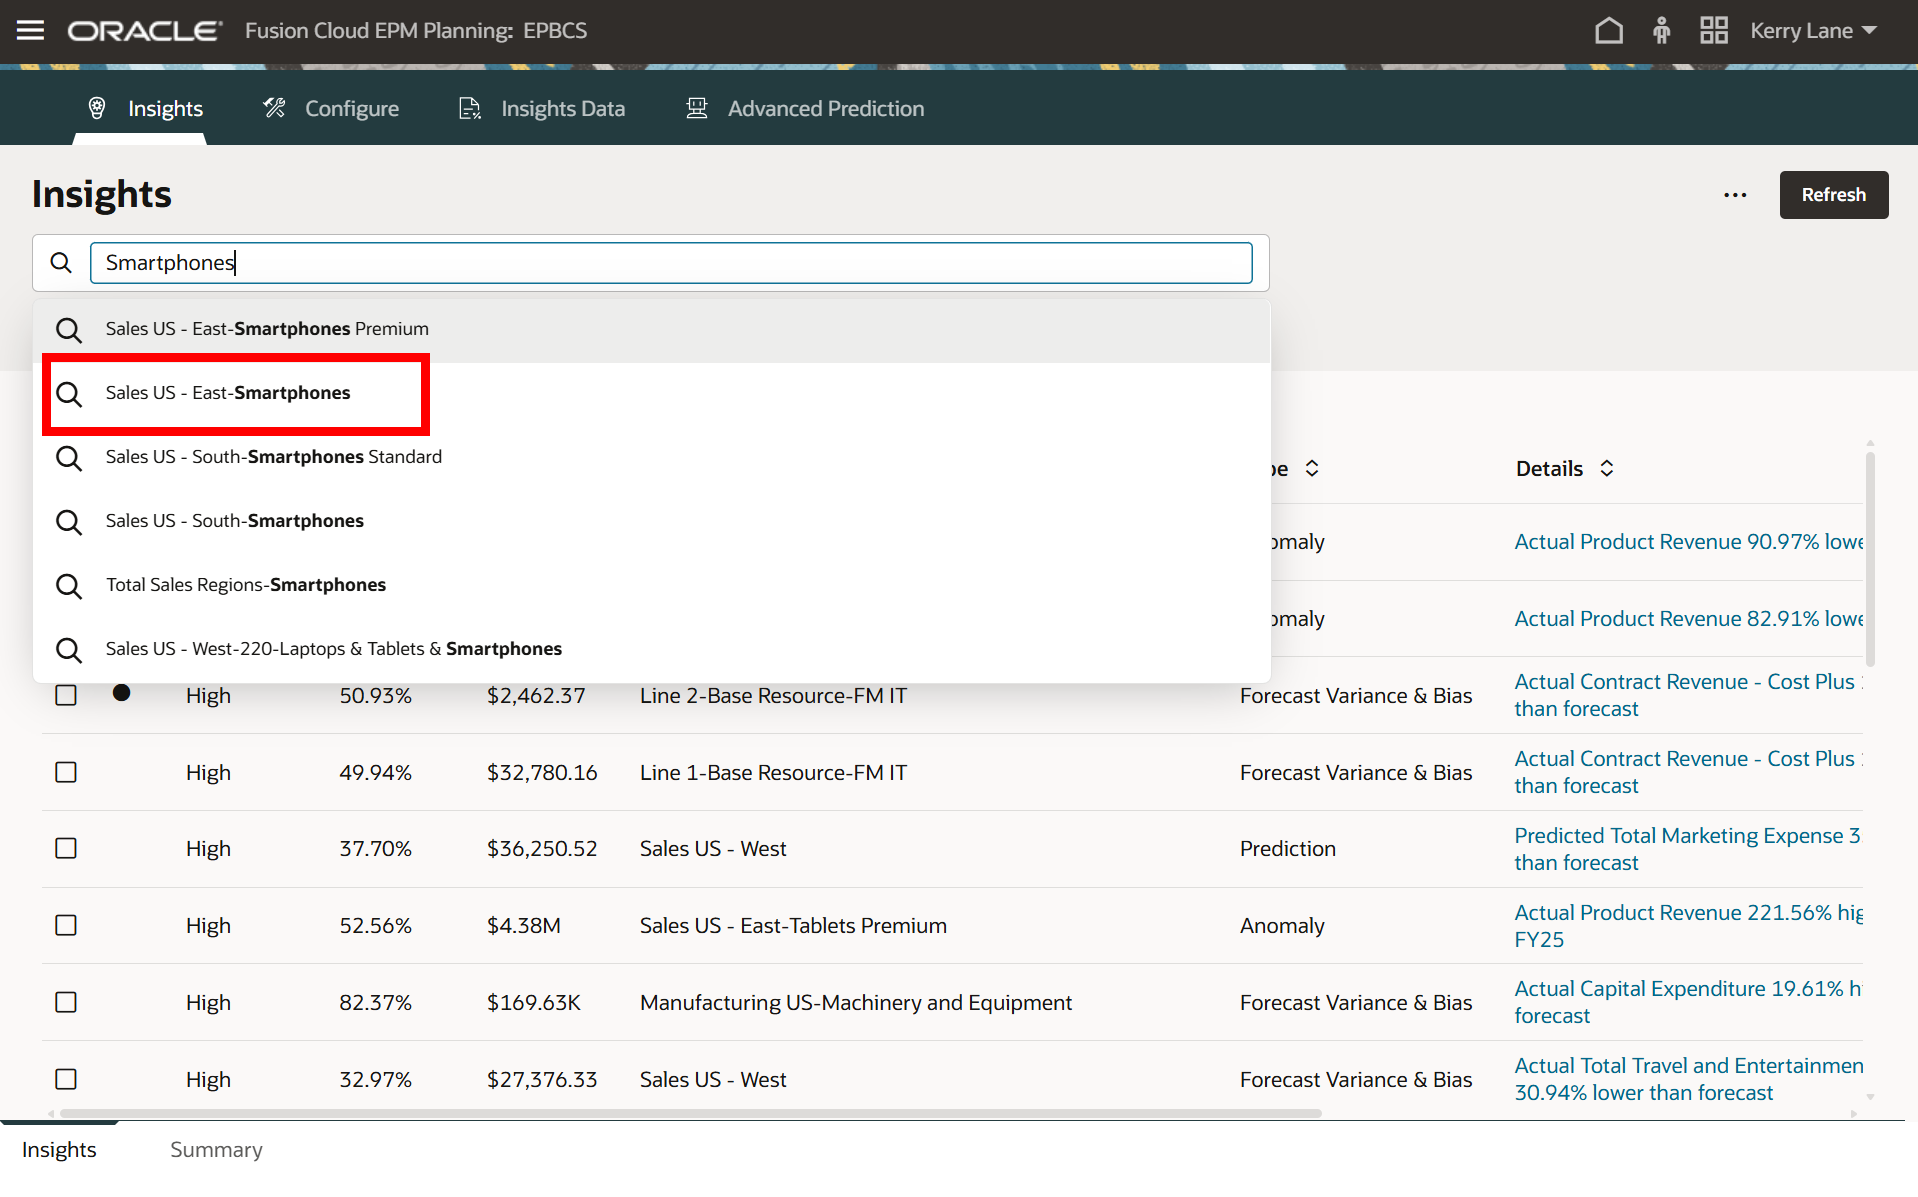 ORACLE Fusion Cloud EPM Planning: EPBCS Kerry Lane
Insights Configure Insights Data Advanced Prediction
Insights
Refresh
Smartphones
Sales US - East-Smartphones Premium
Sales US - East-Smartphones
Sales US - South-Smartphones Standard
Sales US - South-Smartphones
Total Sales Regions-Smartphones
Sales US - West-220-Laptops & Tablets & Smartphones
Details
Actual Product Revenue 90.97%
Actual Product Revenue 82.91%
High 50.93% $2,462.37 Line 2-Base Resource-FM IT Forecast Variance & Bias Actual Contract Revenue - Cost Plus
than forecast
High 49.94% $32,780.16 Line 1-Base Resource-FM IT Forecast Variance & Bias Actual Contract Revenue - Cost Plus
than forecast
High 37.70% $36,250.52 Sales US - West Prediction Predicted Total Marketing Expense 3
than forecast
High 52.56% $4.38M Sales US - East-Tablets Premium Anomaly Actual Product Revenue 221.56%
FY25
High 82.37% $169.63K Manufacturing US-Machinery and Equipment Forecast Variance & Bias Actual Capital Expenditure 19.61%
forecast
High 32.97% $27,376.33 Sales US - West Forecast Variance & Bias Actual Total Travel and Entertainmen
30.94% lower than forecast
Insights Summary